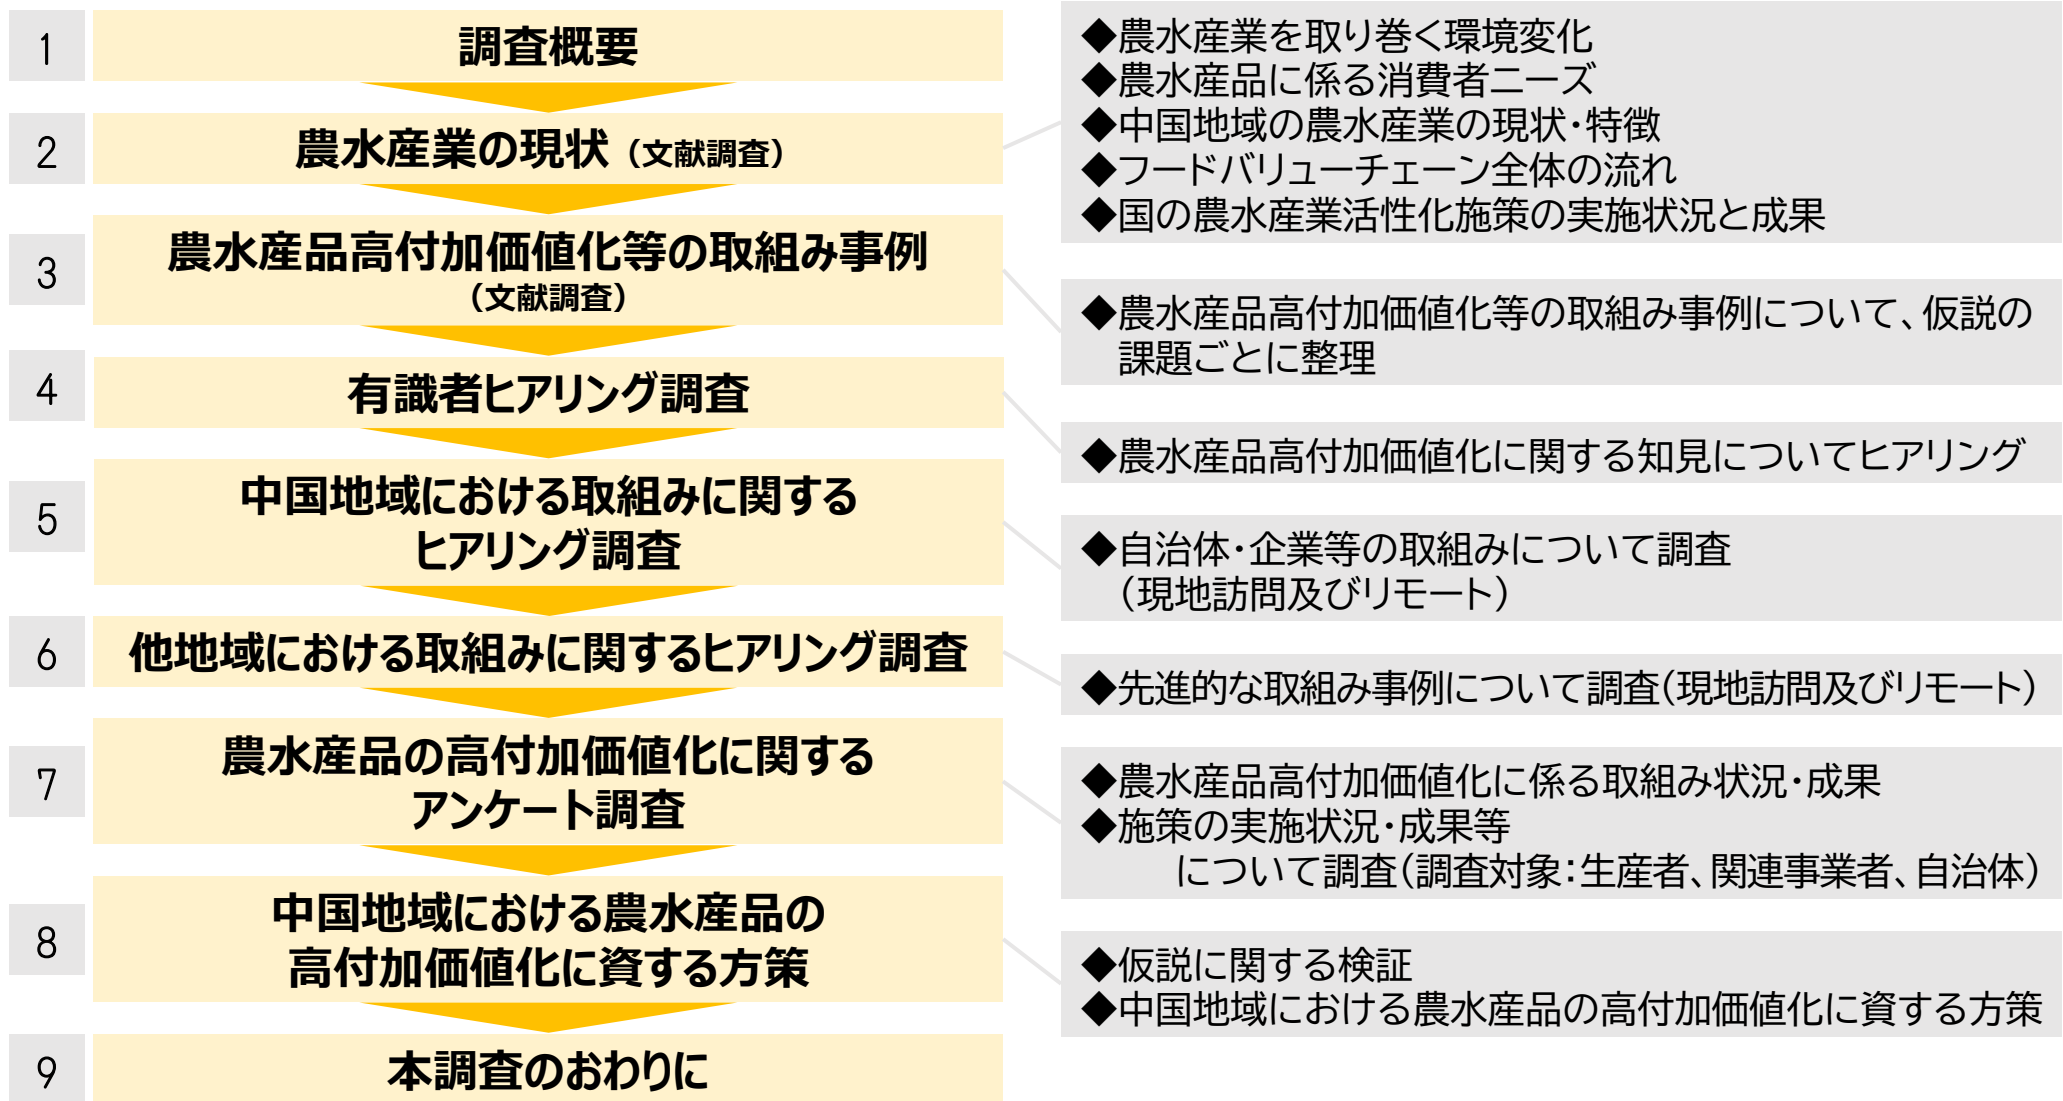 1
調査概要
2
農水産業の現状（文献調査）
◆農水産業を取り巻く環境変化
◆農水産品に係る消費者ニーズ
◆中国地域の農水産業の現状・特徴
◆フードバリューチェーン全体の流れ
◆国の農水産業活性化施策の実施状況と成果
3
農水産品高付加価値化等の取組み事例
（文献調査）
◆農水産品高付加価値化等の取組み事例について、仮説の
課題ごとに整理
4
有識者ヒアリング調査
◆農水産品高付加価値化に関する知見についてヒアリング
5
中国地域における取組みに関する
ヒアリング調査
◆自治体・企業等の取組みについて調査
（現地訪問及びリモート）
6
他地域における取組みに関するヒアリング調査
◆先進的な取組み事例について調査（現地訪問及びリモート）
7
農水産品の高付加価値化に関する
アンケート調査
◆農水産品高付加価値化に係る取組み状況・成果
◆施策の実施状況・成果等
について調査（調査対象：生産者、関連事業者、自治体）
8
中国地域における農水産品の
高付加価値化に資する方策
◆仮説に関する検証
◆中国地域における農水産品の高付加価値化に資する方策
9
本調査のおわりに